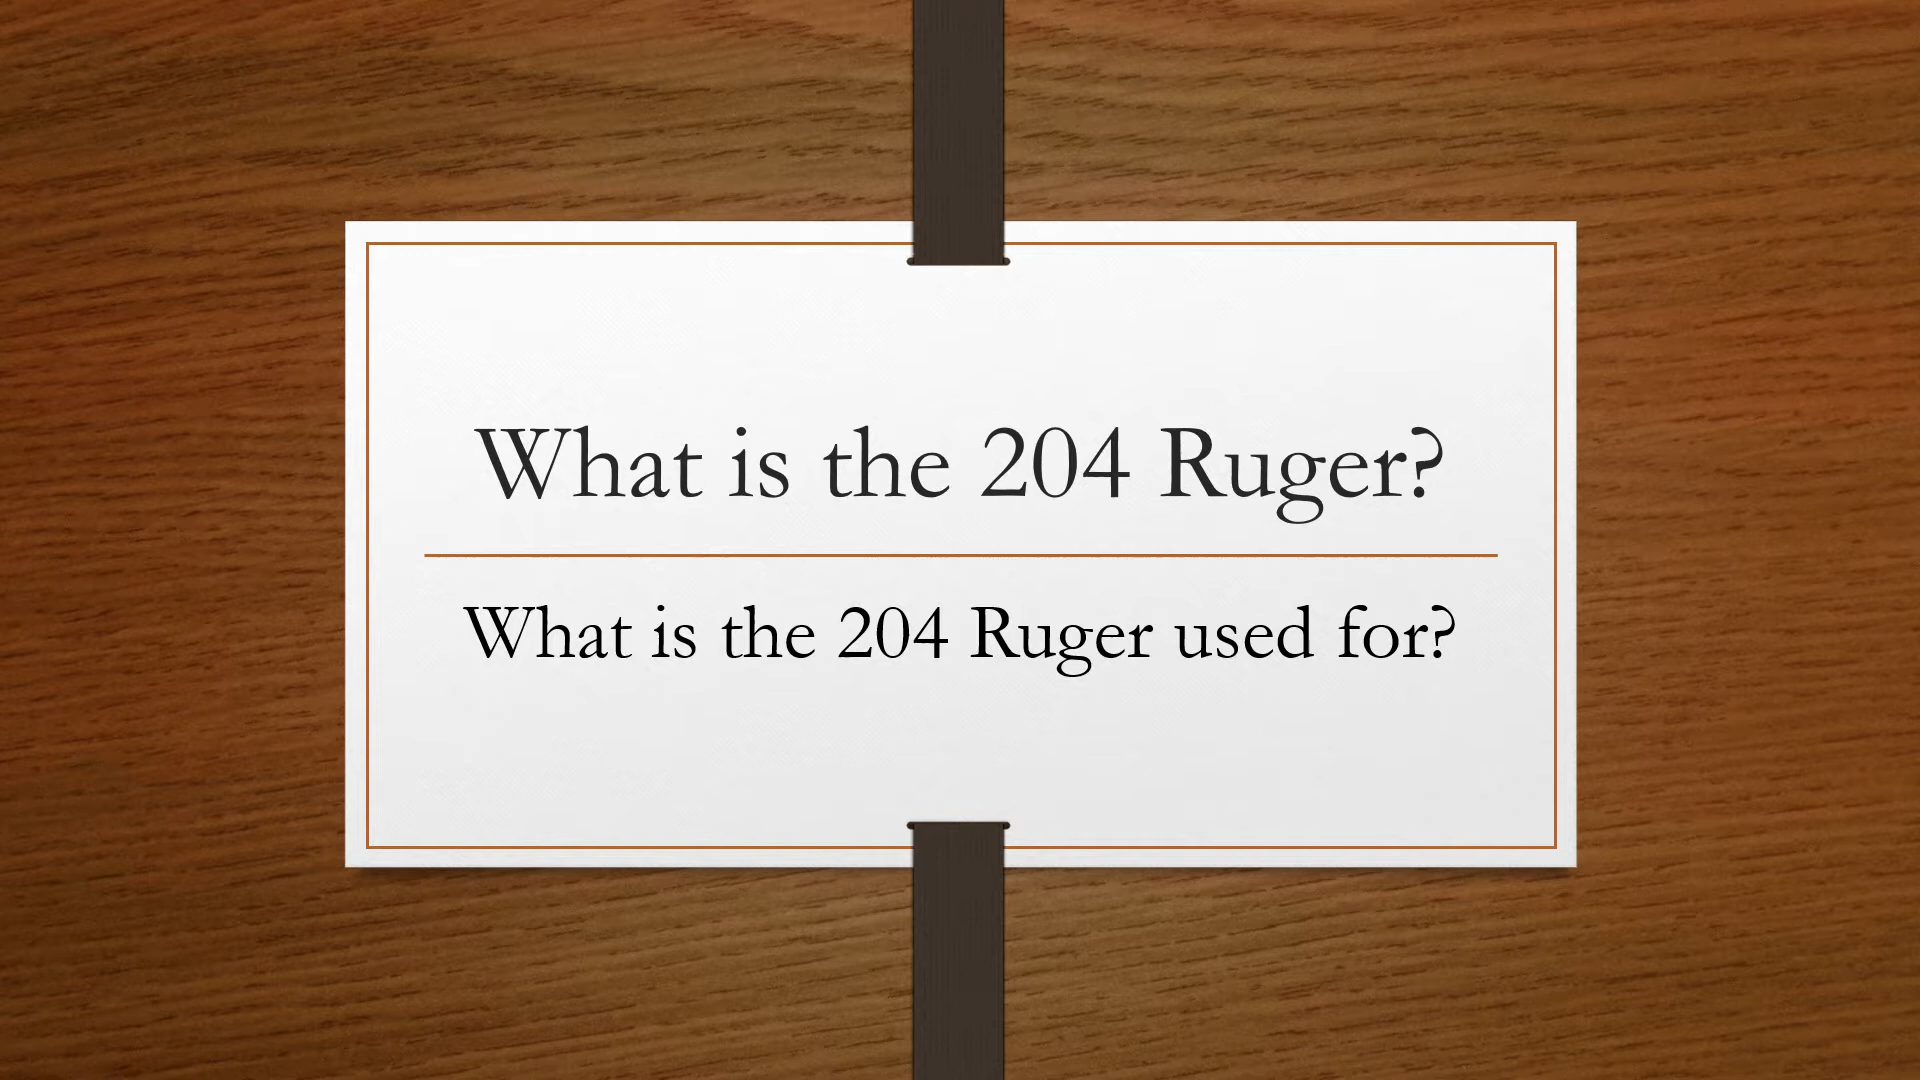 What is the 204 Ruger?
What is the 204 Ruger used for?